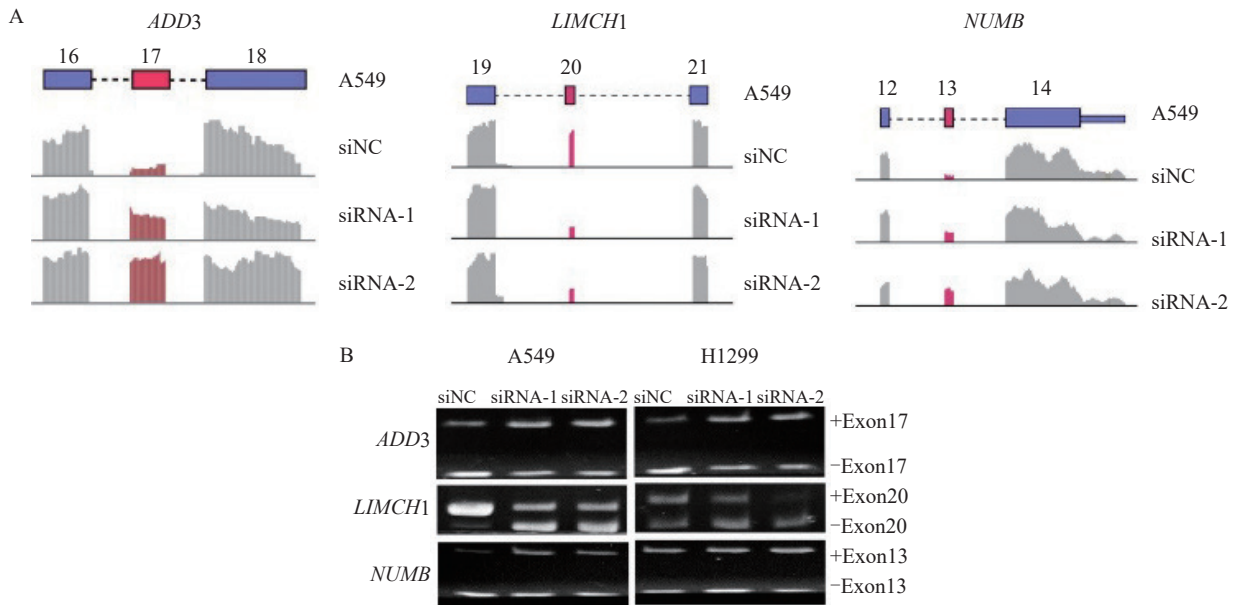 A
ADD3
16 17 18
A549
siNC
siRNA-1
siRNA-2
LIMCH1
19 20 21
A549
siNC
siRNA-1
siRNA-2
NUMB
12 13 14
A549
siNC
siRNA-1
siRNA-2
B
A549 H1299
siNC siRNA-1 siRNA-2 siNC siRNA-1 siRNA-2
ADD3
+Exon17
−Exon17
LIMCH1
+Exon20
−Exon20
NUMB
+Exon13
−Exon13